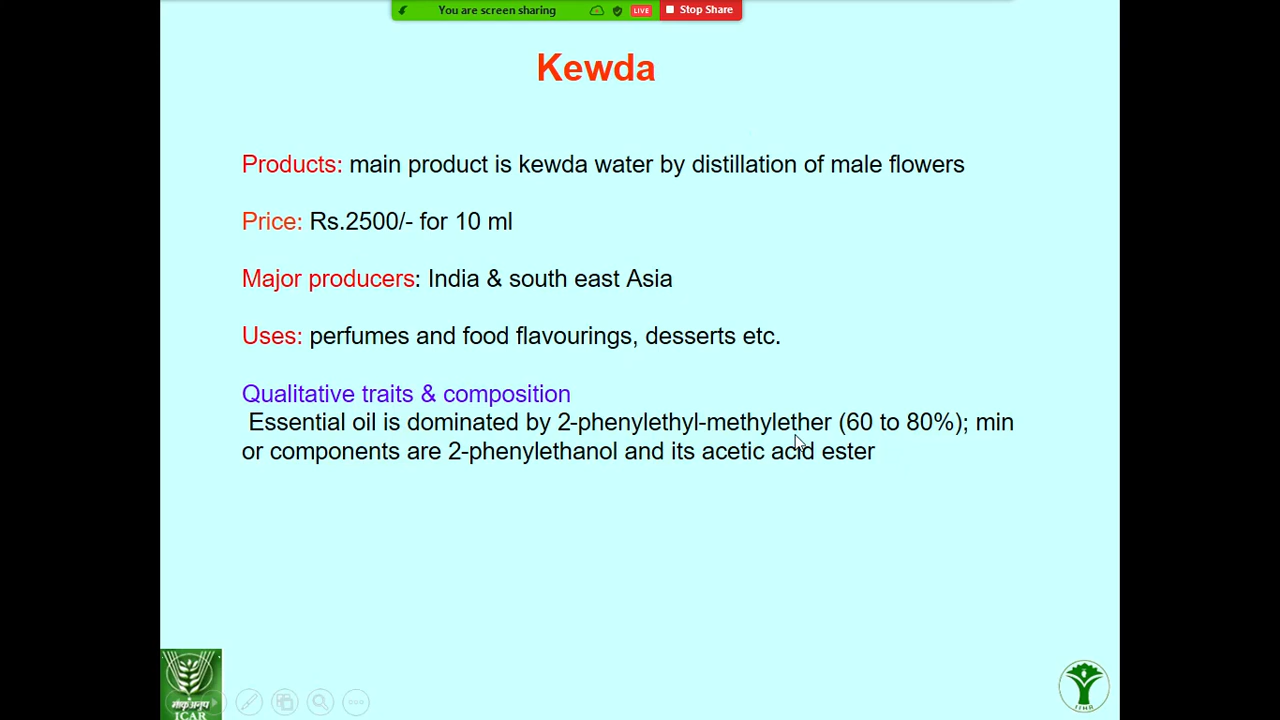 You are screen sharing LIVE Stop Share
Kewda
Products: main product is kewda water by distillation of male flowers
Price: Rs.2500/- for 10 ml
Major producers: India & south east Asia
Uses: perfumes and food flavourings, desserts etc.
Qualitative traits & composition
Essential oil is dominated by 2-phenylethyl-methylether (60 to 80%); min
or components are 2-phenylethanol and its acetic acid ester
भाकृअनुप
ICAR
IIHR